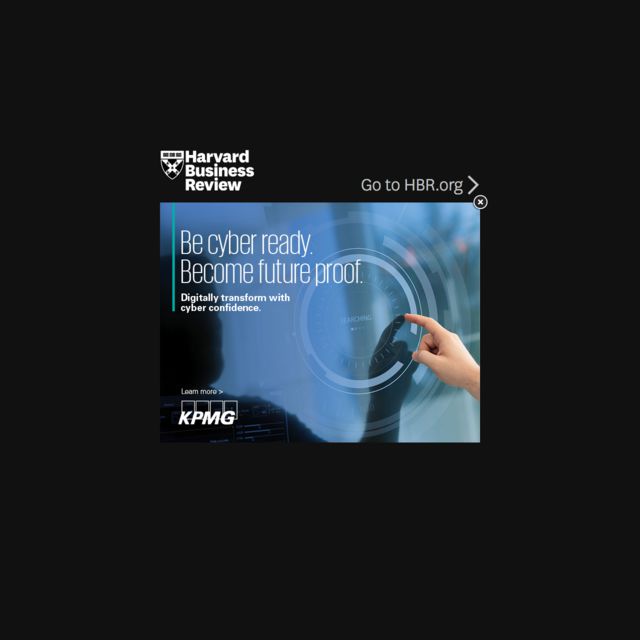 Harvard
Business
Review
Go to HBR.org
Be cyber ready.
Become future proof.
Digitally transform with
cyber confidence.
SEARCHING
Learn more >
KPMG